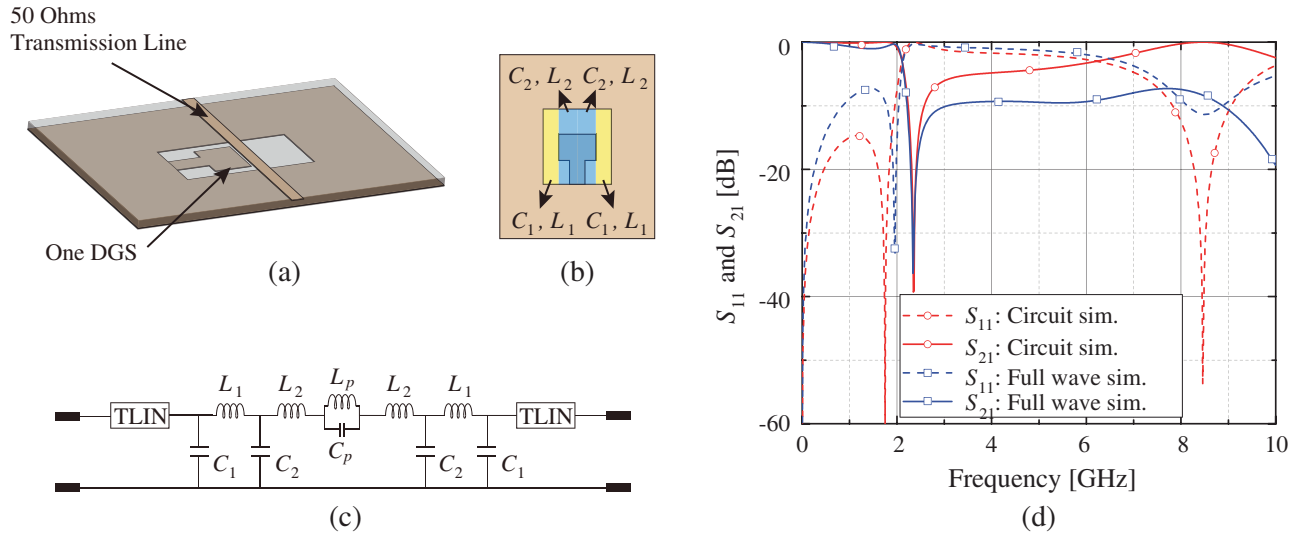 50 Ohms
Transmission Line
One DGS
(a)
C2, L2 C2, L2
C1, L1 C1, L1
(b)
L1 L2 Lp L2 L1
TLIN TLIN
C1 C2 Cp C2 C1
(c)
S11 and S21 [dB]
0
-20
-40
-60
S11: Circuit sim.
S21: Circuit sim.
S11: Full wave sim.
S21: Full wave sim.
0 2 4 6 8 10
Frequency [GHz]
(d)